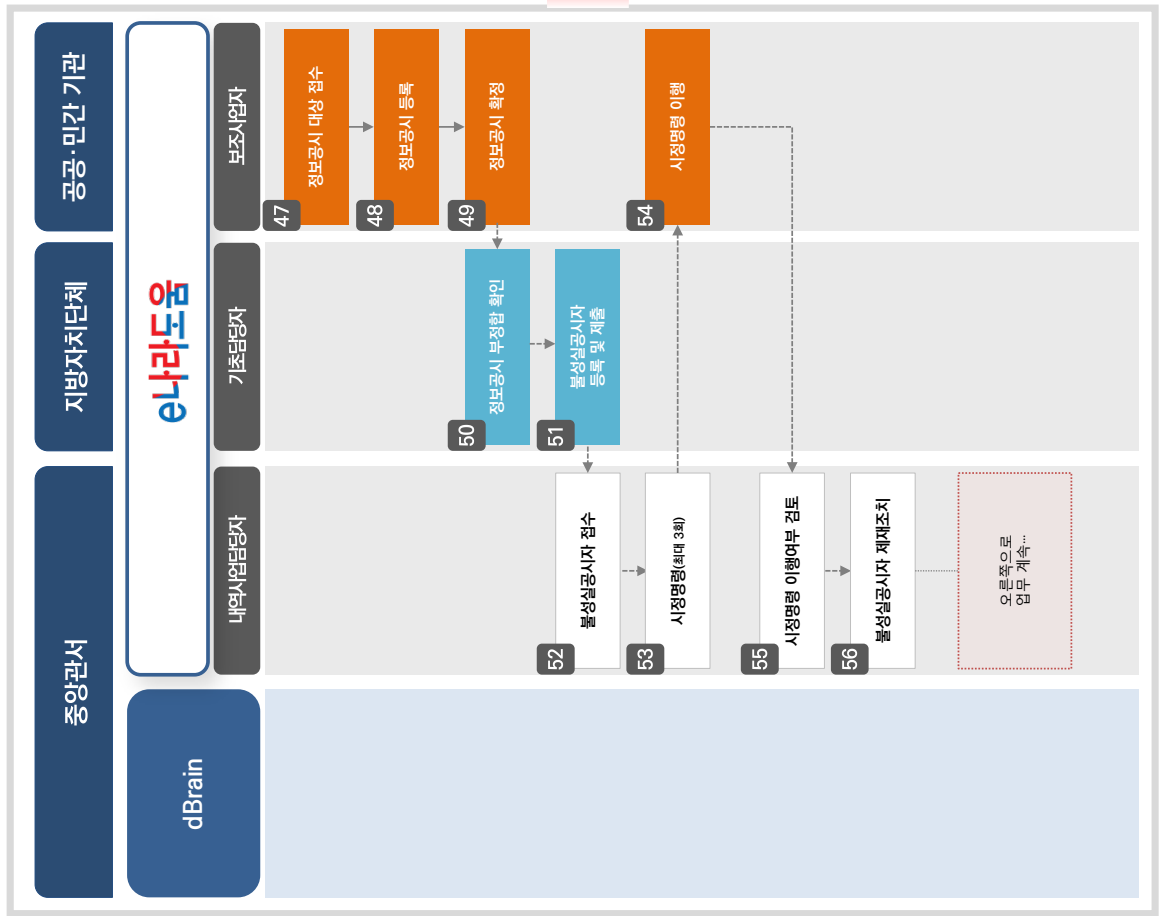 중앙관서
지방자치단체
공공·민간 기관
dBrain
e나라도움
내역사업담당자
기초담당자
보조사업자
47
정보공시 대상 접수
48
정보공시 등록
49
정보공시 확정
50
정보공시 부정합 확인
51
불성실공시자
등록 및 제출
52
불성실공시자 접수
53
시정명령(최대 3회)
54
시정명령 이행
55
시정명령 이행여부 검토
56
불성실공시자 제재조치
오른쪽으로
업무 계속...